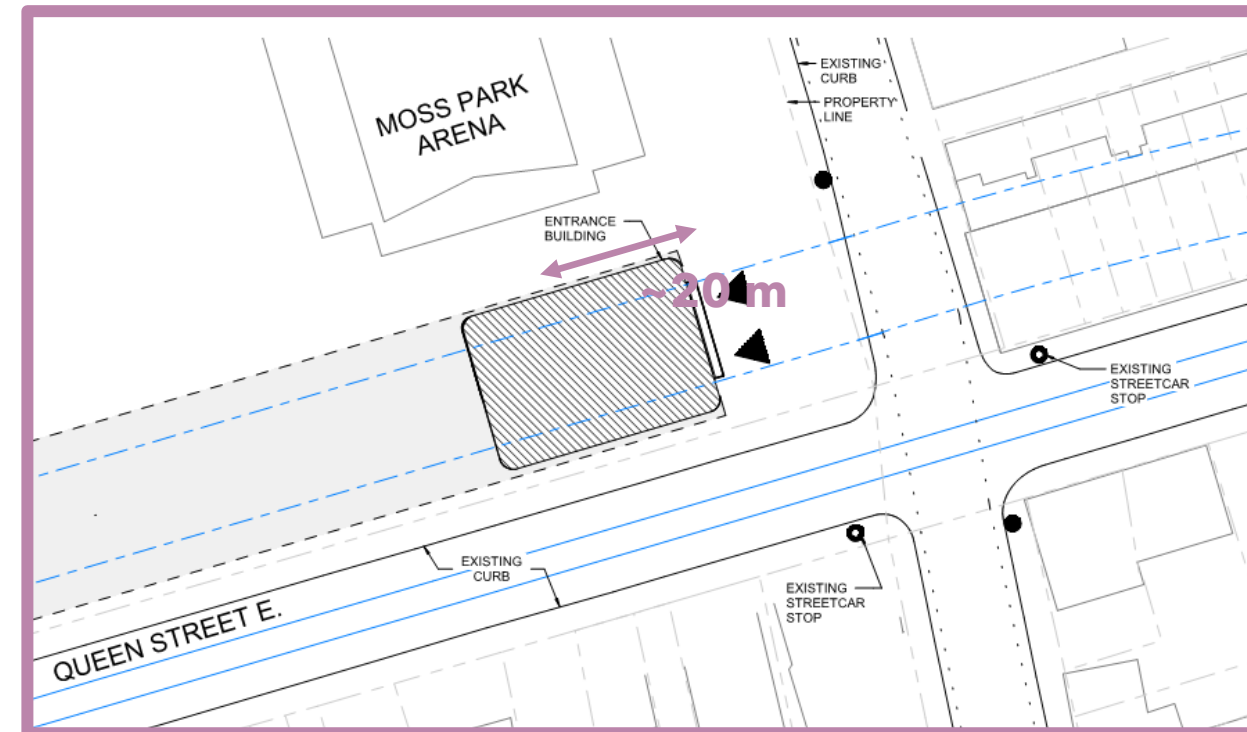 MOSS PARK
ARENA
EXISTING
CURB
PROPERTY
LINE
ENTRANCE
BUILDING
~20 m
EXISTING
STREETCAR
STOP
EXISTING
CURB
EXISTING
STREETCAR
STOP
QUEEN STREET E.